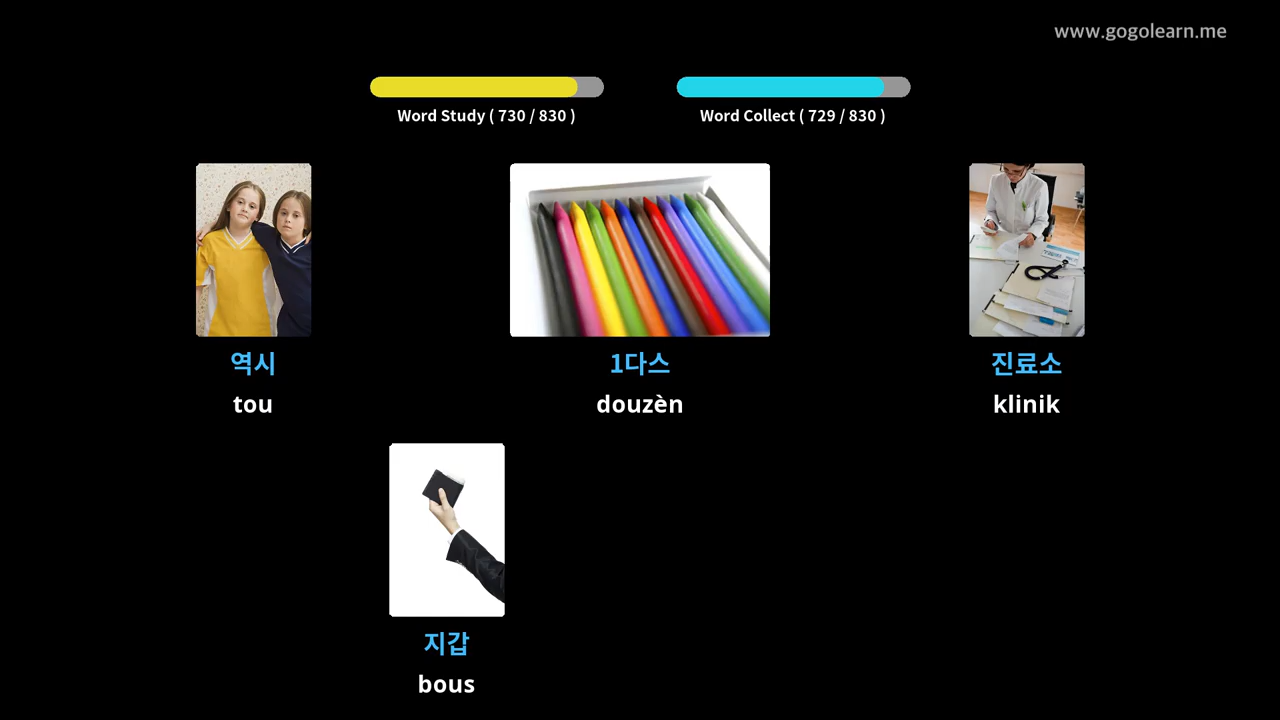 www.gogolearn.me
Word Study ( 730 / 830 )
Word Collect ( 729 / 830 )
역시
1다스
진료소
tou
douzèn
klinik
지갑
bous